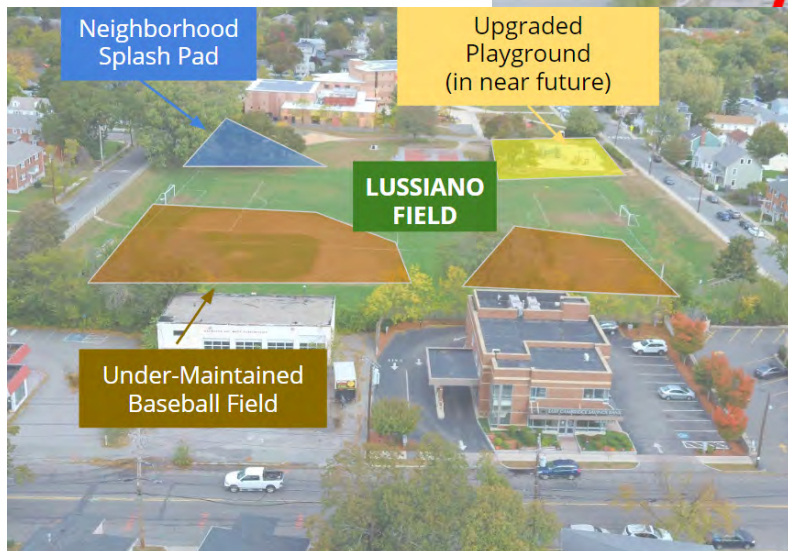 Neighborhood
Splash Pad
Upgraded
Playground
(in near future)
LUSSIANO
FIELD
Under-Maintained
Baseball Field